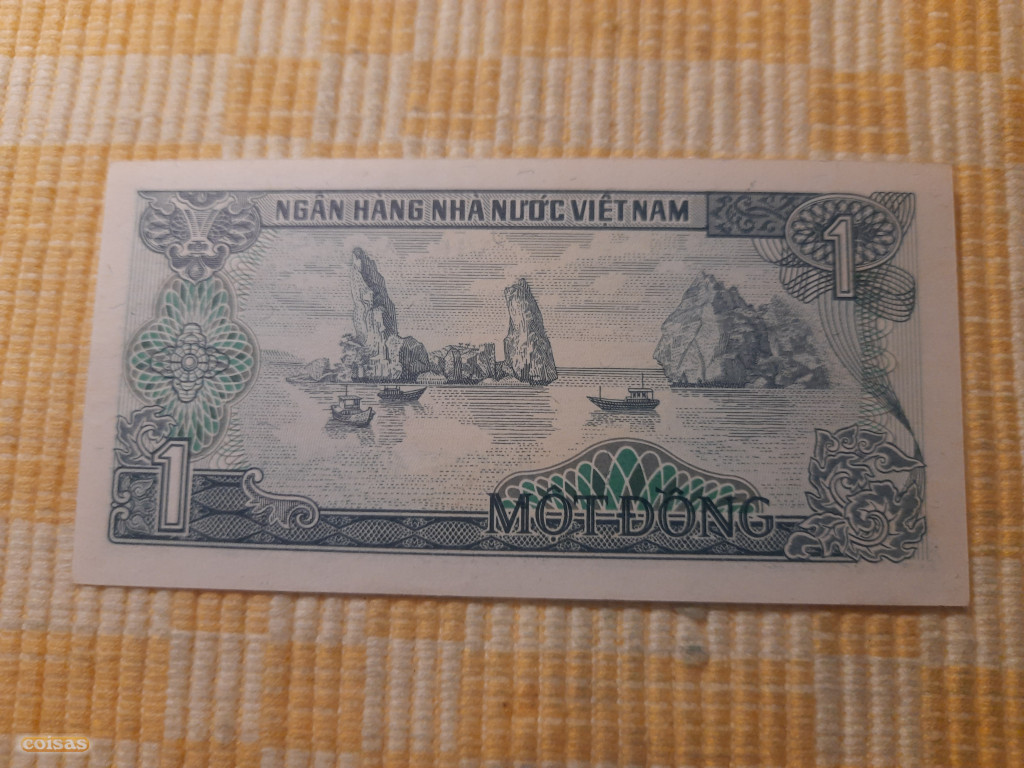 NGÂN HÀNG NHÀ NƯỚC VIỆT NAM
1
1
MỘT ĐỒNG
coisas